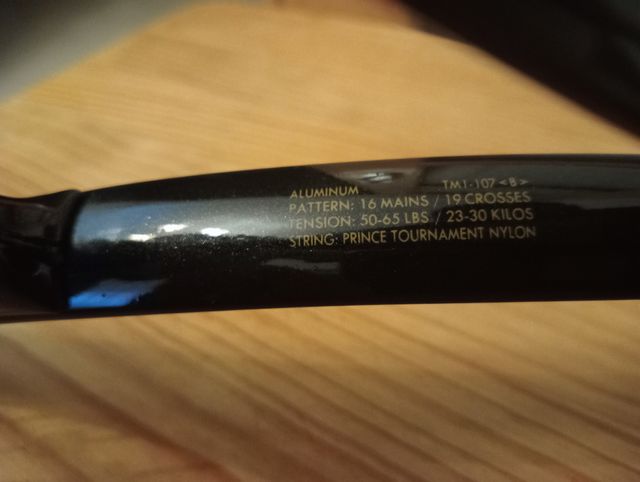 ALUMINUM TM1-107 <B>
PATTERN: 16 MAINS / 19 CROSSES
TENSION: 50-65 LBS / 23-30 KILOS
STRING: PRINCE TOURNAMENT NYLON